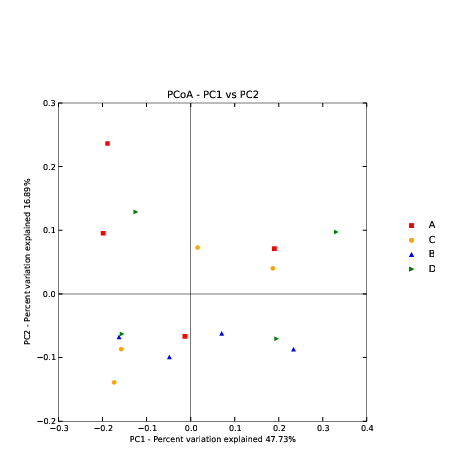 PCoA - PC1 vs PC2
PC2 - Percent variation explained 16.89%
0.3
0.2
0.1
0.0
−0.1
−0.2
−0.3
−0.2
−0.1
0.0
0.1
0.2
0.3
0.4
PC1 - Percent variation explained 47.73%
A
C
B
D